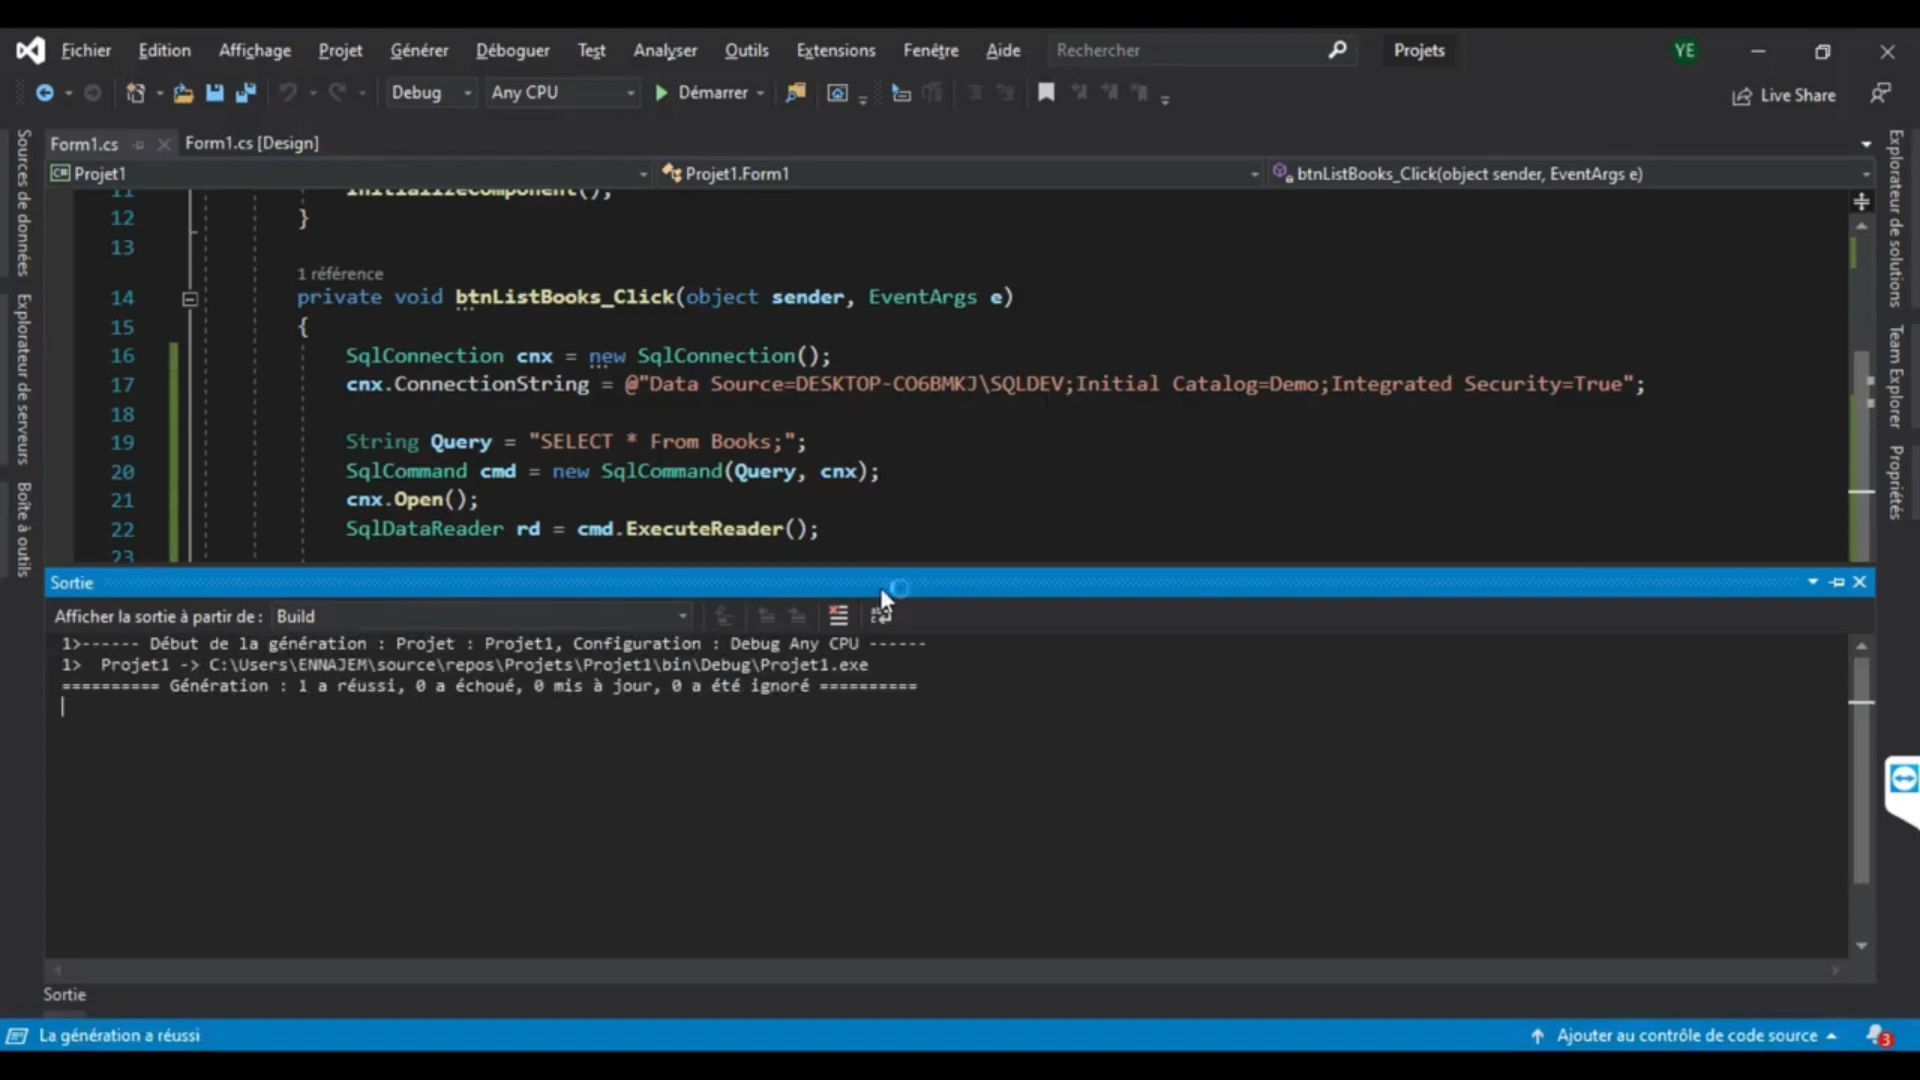 Fichier Edition Affichage Projet Générer Déboguer Test Analyser Outils Extensions Fenêtre Aide Rechercher Projets YE
Debug Any CPU Démarrer Live Share
Form1.cs Form1.cs [Design]
C# Projet1 Projet1.Form1 btnListBooks_Click(object sender, EventArgs e)
Sources de données
Explorateur de serveurs
Boîte à outils
11 InitializeComponent();
12 }
13
1 référence
14 private void btnListBooks_Click(object sender, EventArgs e)
15 {
16 SqlConnection cnx = new SqlConnection();
17 cnx.ConnectionString = @"Data Source=DESKTOP-CO6BMKJ\SQLDEV;Initial Catalog=Demo;Integrated Security=True";
18
19 String Query = "SELECT * From Books;";
20 SqlCommand cmd = new SqlCommand(Query, cnx);
21 cnx.Open();
22 SqlDataReader rd = cmd.ExecuteReader();
23
Explorateur de solutions
Team Explorer
Propriétés
Sortie
Afficher la sortie à partir de : Build
1>------ Début de la génération : Projet : Projet1, Configuration : Debug Any CPU ------
1>  Projet1 -> C:\Users\ENNAJEM\source\repos\Projets\Projet1\bin\Debug\Projet1.exe
========== Génération : 1 a réussi, 0 a échoué, 0 mis à jour, 0 a été ignoré ==========
Sortie
La génération a réussi Ajouter au contrôle de code source 3